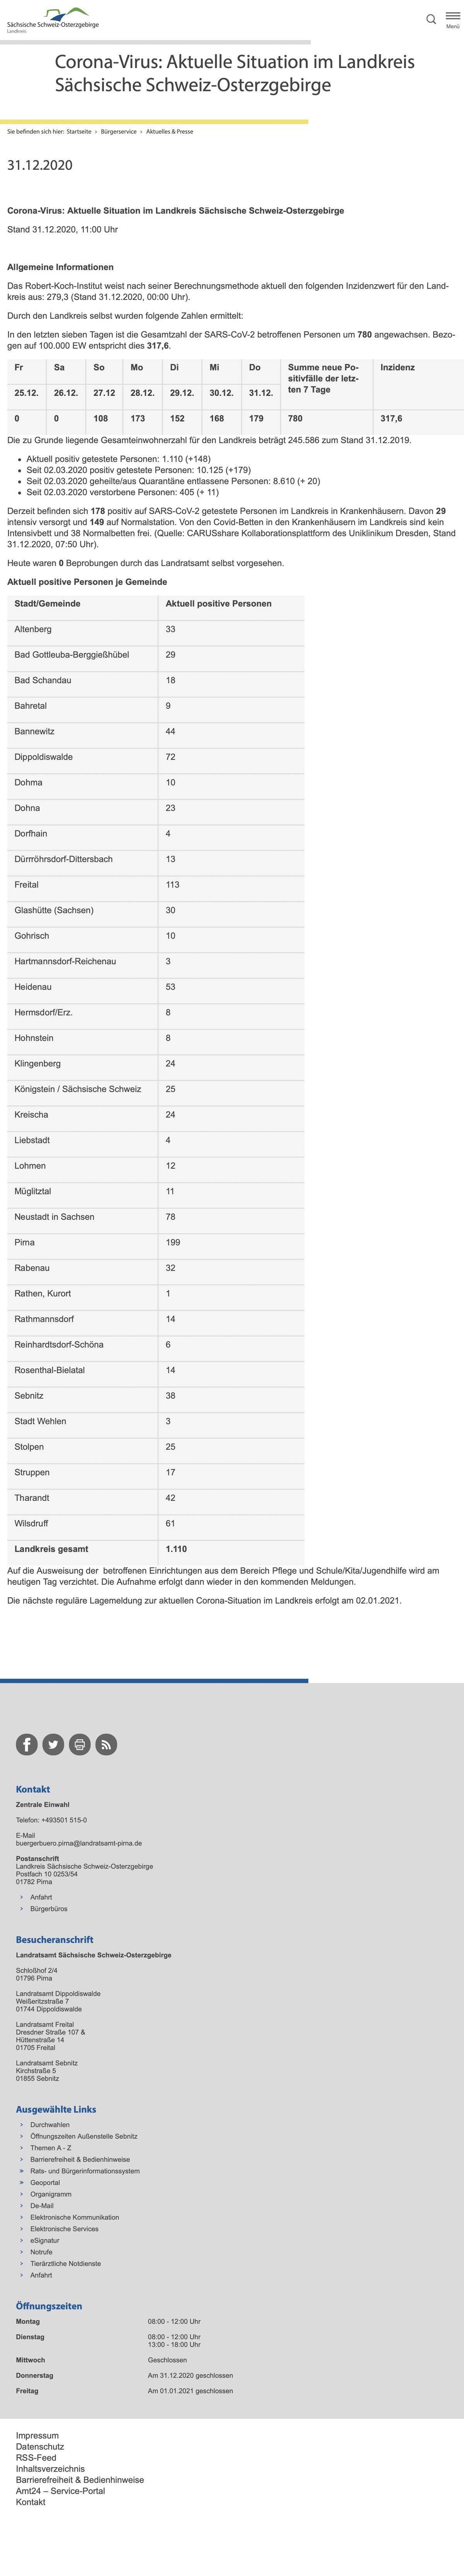 Sächsische Schweiz-Osterzgebirge
Landkreis
Menü
Corona-Virus: Aktuelle Situation im Landkreis
Sächsische Schweiz-Osterzgebirge
Sie befinden sich hier: Startseite › Bürgerservice › Aktuelles & Presse
31.12.2020
Corona-Virus: Aktuelle Situation im Landkreis Sächsische Schweiz-Osterzgebirge
Stand 31.12.2020, 11:00 Uhr
Allgemeine Informationen
Das Robert-Koch-Institut weist nach seiner Berechnungsmethode aktuell den folgenden Inzidenzwert für den Land-
kreis aus: 279,3 (Stand 31.12.2020, 00:00 Uhr).
Durch den Landkreis selbst wurden folgende Zahlen ermittelt:
In den letzten sieben Tagen ist die Gesamtzahl der SARS-CoV-2 betroffenen Personen um 780 angewachsen. Bezo-
gen auf 100.000 EW entspricht dies 317,6.
Fr Sa So Mo Di Mi Do Summe neue Po- Inzidenz
sitivfälle der letz-
25.12. 26.12. 27.12 28.12. 29.12. 30.12. 31.12. ten 7 Tage
0 0 108 173 152 168 179 780 317,6
Die zu Grunde liegende Gesamteinwohnerzahl für den Landkreis beträgt 245.586 zum Stand 31.12.2019.
• Aktuell positiv getestete Personen: 1.110 (+148)
• Seit 02.03.2020 positiv getestete Personen: 10.125 (+179)
• Seit 02.03.2020 geheilte/aus Quarantäne entlassene Personen: 8.610 (+ 20)
• Seit 02.03.2020 verstorbene Personen: 405 (+ 11)
Derzeit befinden sich 178 positiv auf SARS-CoV-2 getestete Personen im Landkreis in Krankenhäusern. Davon 29
intensiv versorgt und 149 auf Normalstation. Von den Covid-Betten in den Krankenhäusern im Landkreis sind kein
Intensivbett und 38 Normalbetten frei. (Quelle: CARUSshare Kollaborationsplattform des Uniklinikum Dresden, Stand
31.12.2020, 07:50 Uhr).
Heute waren 0 Beprobungen durch das Landratsamt selbst vorgesehen.
Aktuell positive Personen je Gemeinde
Stadt/Gemeinde Aktuell positive Personen
Altenberg 33
Bad Gottleuba-Berggießhübel 29
Bad Schandau 18
Bahretal 9
Bannewitz 44
Dippoldiswalde 72
Dohma 10
Dohna 23
Dorfhain 4
Dürrröhrsdorf-Dittersbach 13
Freital 113
Glashütte (Sachsen) 30
Gohrisch 10
Hartmannsdorf-Reichenau 3
Heidenau 53
Hermsdorf/Erz. 8
Hohnstein 8
Klingenberg 24
Königstein / Sächsische Schweiz 25
Kreischa 24
Liebstadt 4
Lohmen 12
Müglitztal 11
Neustadt in Sachsen 78
Pirna 199
Rabenau 32
Rathen, Kurort 1
Rathmannsdorf 14
Reinhardtsdorf-Schöna 6
Rosenthal-Bielatal 14
Sebnitz 38
Stadt Wehlen 3
Stolpen 25
Struppen 17
Tharandt 42
Wilsdruff 61
Landkreis gesamt 1.110
Auf die Ausweisung der betroffenen Einrichtungen aus dem Bereich Pflege und Schule/Kita/Jugendhilfe wird am
heutigen Tag verzichtet. Die Aufnahme erfolgt dann wieder in den kommenden Meldungen.
Die nächste reguläre Lagemeldung zur aktuellen Corona-Situation im Landkreis erfolgt am 02.01.2021.
Kontakt
Zentrale Einwahl
Telefon: +493501 515-0
E-Mail
buergerbuero.pirna@landratsamt-pirna.de
Postanschrift
Landkreis Sächsische Schweiz-Osterzgebirge
Postfach 10 0253/54
01782 Pirna
› Anfahrt
› Bürgerbüros
Besucheranschrift
Landratsamt Sächsische Schweiz-Osterzgebirge
Schloßhof 2/4
01796 Pirna
Landratsamt Dippoldiswalde
Weißeritzstraße 7
01744 Dippoldiswalde
Landratsamt Freital
Dresdner Straße 107 &
Hüttenstraße 14
01705 Freital
Landratsamt Sebnitz
Kirchstraße 5
01855 Sebnitz
Ausgewählte Links
› Durchwahlen
› Öffnungszeiten Außenstelle Sebnitz
› Themen A - Z
› Barrierefreiheit & Bedienhinweise
» Rats- und Bürgerinformationssystem
» Geoportal
› Organigramm
› De-Mail
› Elektronische Kommunikation
› Elektronische Services
› eSignatur
› Notrufe
› Tierärztliche Notdienste
› Anfahrt
Öffnungszeiten
Montag 08:00 - 12:00 Uhr
Dienstag 08:00 - 12:00 Uhr
13:00 - 18:00 Uhr
Mittwoch Geschlossen
Donnerstag Am 31.12.2020 geschlossen
Freitag Am 01.01.2021 geschlossen
Impressum
Datenschutz
RSS-Feed
Inhaltsverzeichnis
Barrierefreiheit & Bedienhinweise
Amt24 – Service-Portal
Kontakt